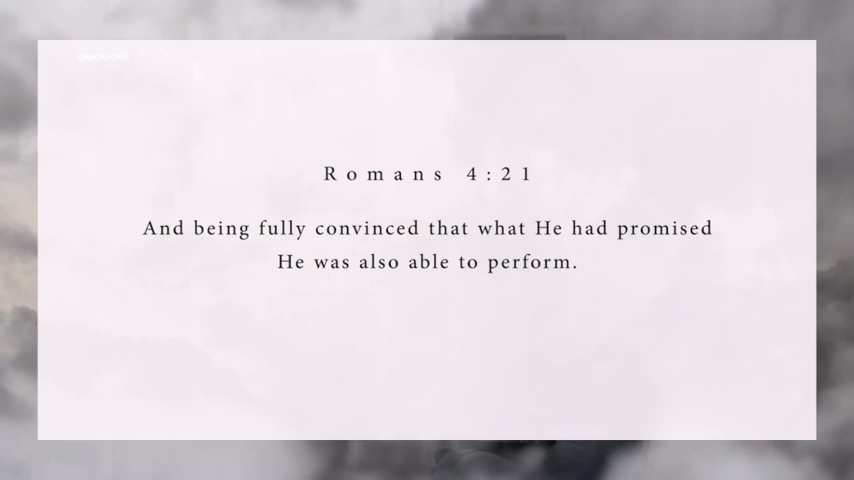 Romans 4:21
And being fully convinced that what He had promised
He was also able to perform.